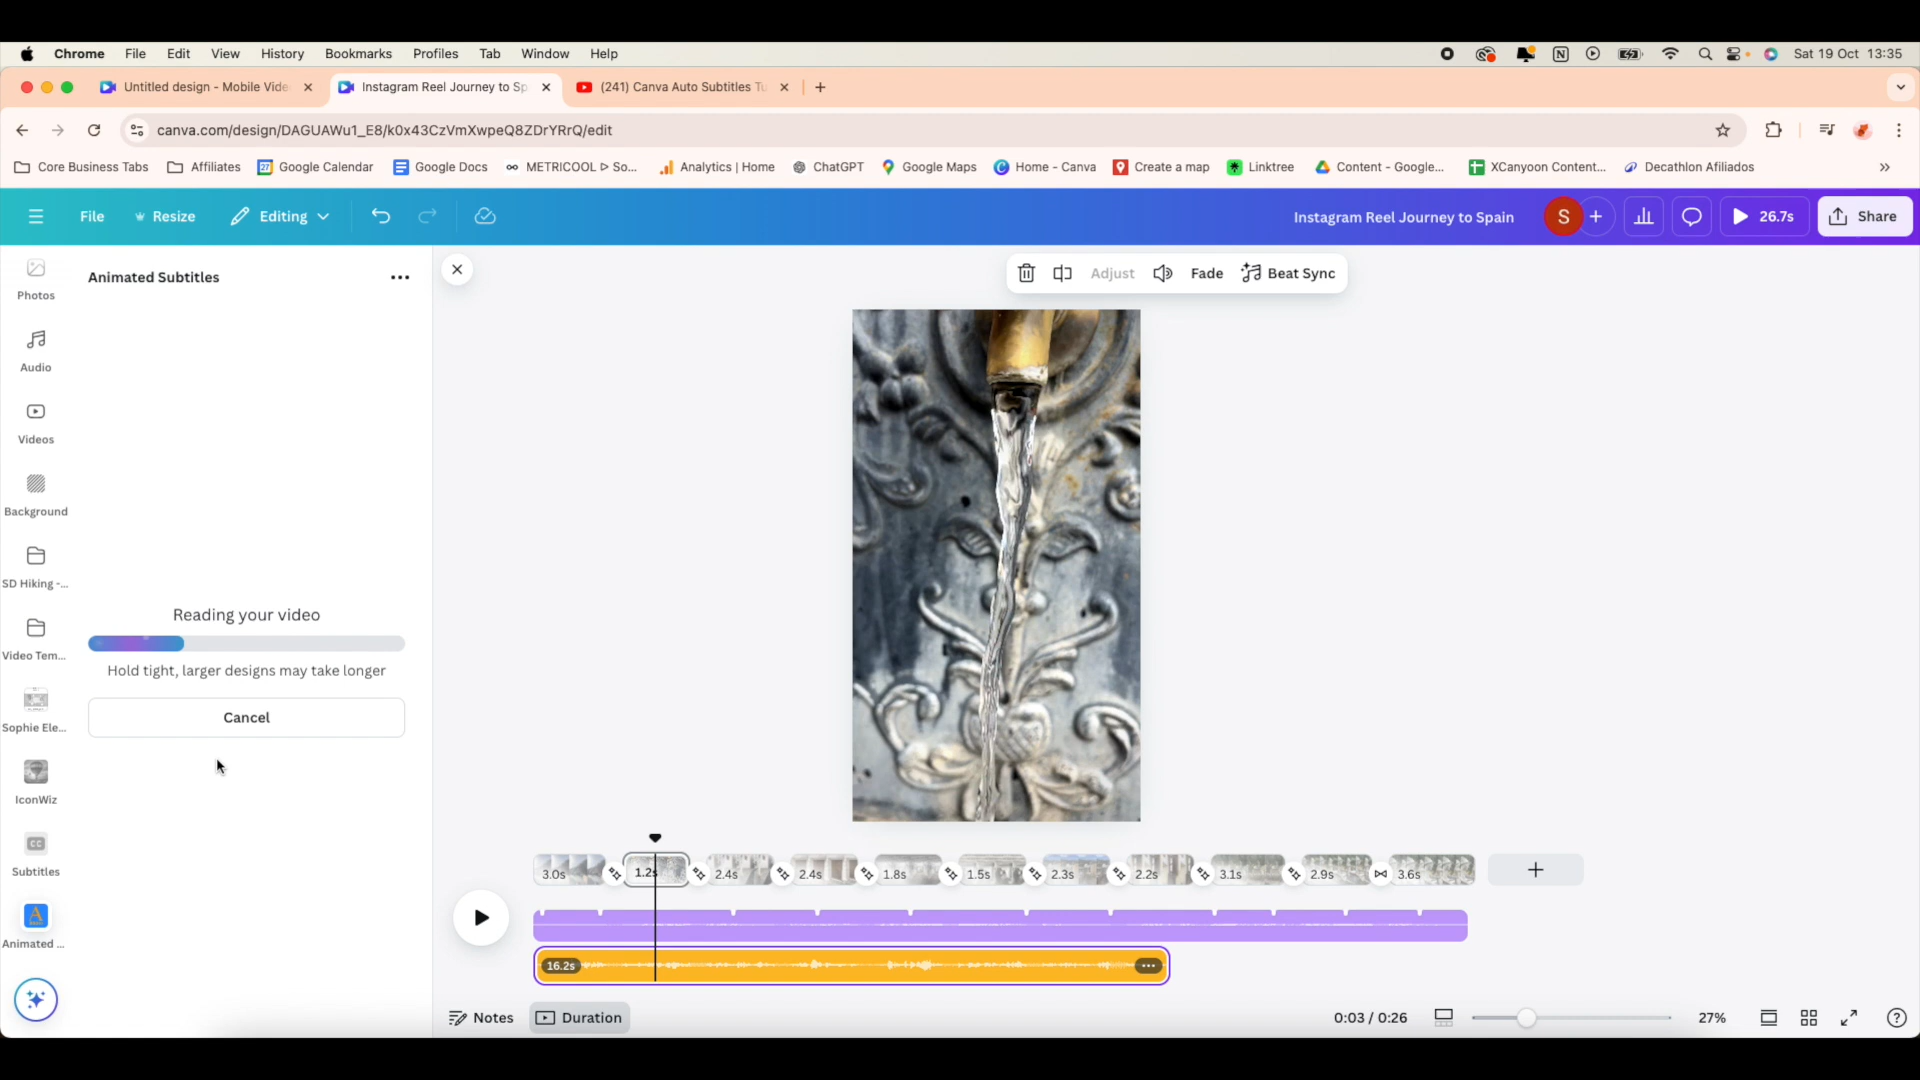 Chrome File Edit View History Bookmarks Profiles Tab Window Help
Sat 19 Oct 13:35
Untitled design - Mobile Vide
Instagram Reel Journey to Sp
(241) Canva Auto Subtitles Tu
canva.com/design/DAGUAWu1_E8/k0x43CzVmXwpeQ8ZDrYRrQ/edit
Core Business Tabs
Affiliates
27 Google Calendar
Google Docs
METRICOOL ᐅ So...
Analytics | Home
ChatGPT
Google Maps
Home - Canva
Create a map
Linktree
Content - Google...
XCanyoon Content...
Decathlon Afiliados
File
Resize
Editing
Instagram Reel Journey to Spain
S
26.7s
Share
Photos
Audio
Videos
Background
SD Hiking -...
Video Tem...
Sophie Ele...
IconWiz
CC
Subtitles
Animated ...
Animated Subtitles
Reading your video
Hold tight, larger designs may take longer
Cancel
Adjust
Fade
Beat Sync
3.0s
1.2s
2.4s
2.4s
1.8s
1.5s
2.3s
2.2s
3.1s
2.9s
3.6s
16.2s
Notes
Duration
0:03 / 0:26
27%